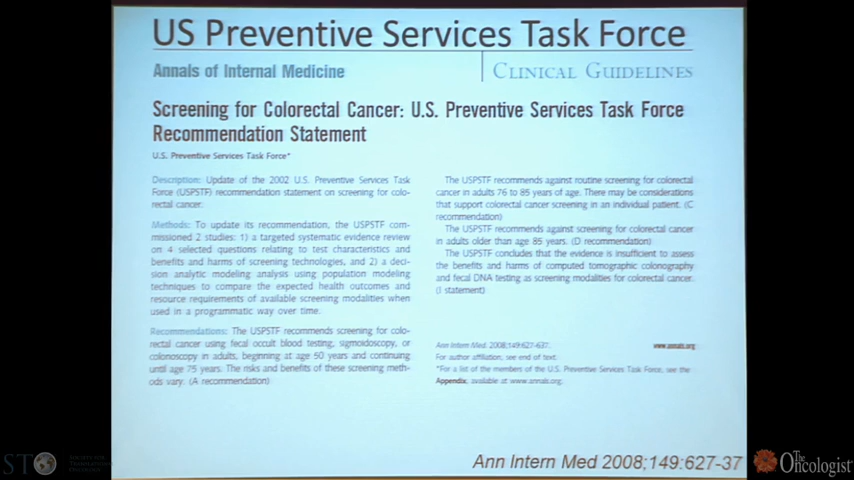 US Preventive Services Task Force
Annals of Internal Medicine
CLINICAL GUIDELINES
Screening for Colorectal Cancer: U.S. Preventive Services Task Force
Recommendation Statement
U.S. Preventive Services Task Force*
Description: Update of the 2002 U.S. Preventive Services Task
Force (USPSTF) recommendation statement on screening for colo-
rectal cancer.
Methods: To update its recommendation, the USPSTF com-
missioned 2 studies: 1) a targeted systematic evidence review
on 4 selected questions relating to test characteristics and
benefits and harms of screening technologies, and 2) a deci-
sion analytic modeling analysis using population modeling
techniques to compare the expected health outcomes and
resource requirements of available screening modalities when
used in a programmatic way over time.
Recommendations: The USPSTF recommends screening for colo-
rectal cancer using fecal occult blood testing, sigmoidoscopy, or
colonoscopy in adults, beginning at age 50 years and continuing
until age 75 years. The risks and benefits of these screening meth-
ods vary. (A recommendation)
The USPSTF recommends against routine screening for colorectal
cancer in adults 76 to 85 years of age. There may be considerations
that support colorectal cancer screening in an individual patient. (C
recommendation)
The USPSTF recommends against screening for colorectal cancer
in adults older than age 85 years. (D recommendation)
The USPSTF concludes that the evidence is insufficient to assess
the benefits and harms of computed tomographic colonography
and fecal DNA testing as screening modalities for colorectal cancer.
(I statement)
Ann Intern Med. 2008;149:627-637.
www.annals.org
For author affiliation, see end of text.
*For a list of the members of the U.S. Preventive Services Task Force, see the
Appendix, available at www.annals.org.
Ann Intern Med 2008;149:627-37
STO
SOCIETY FOR
TRANSLATIONAL
ONCOLOGY
The
Oncologist